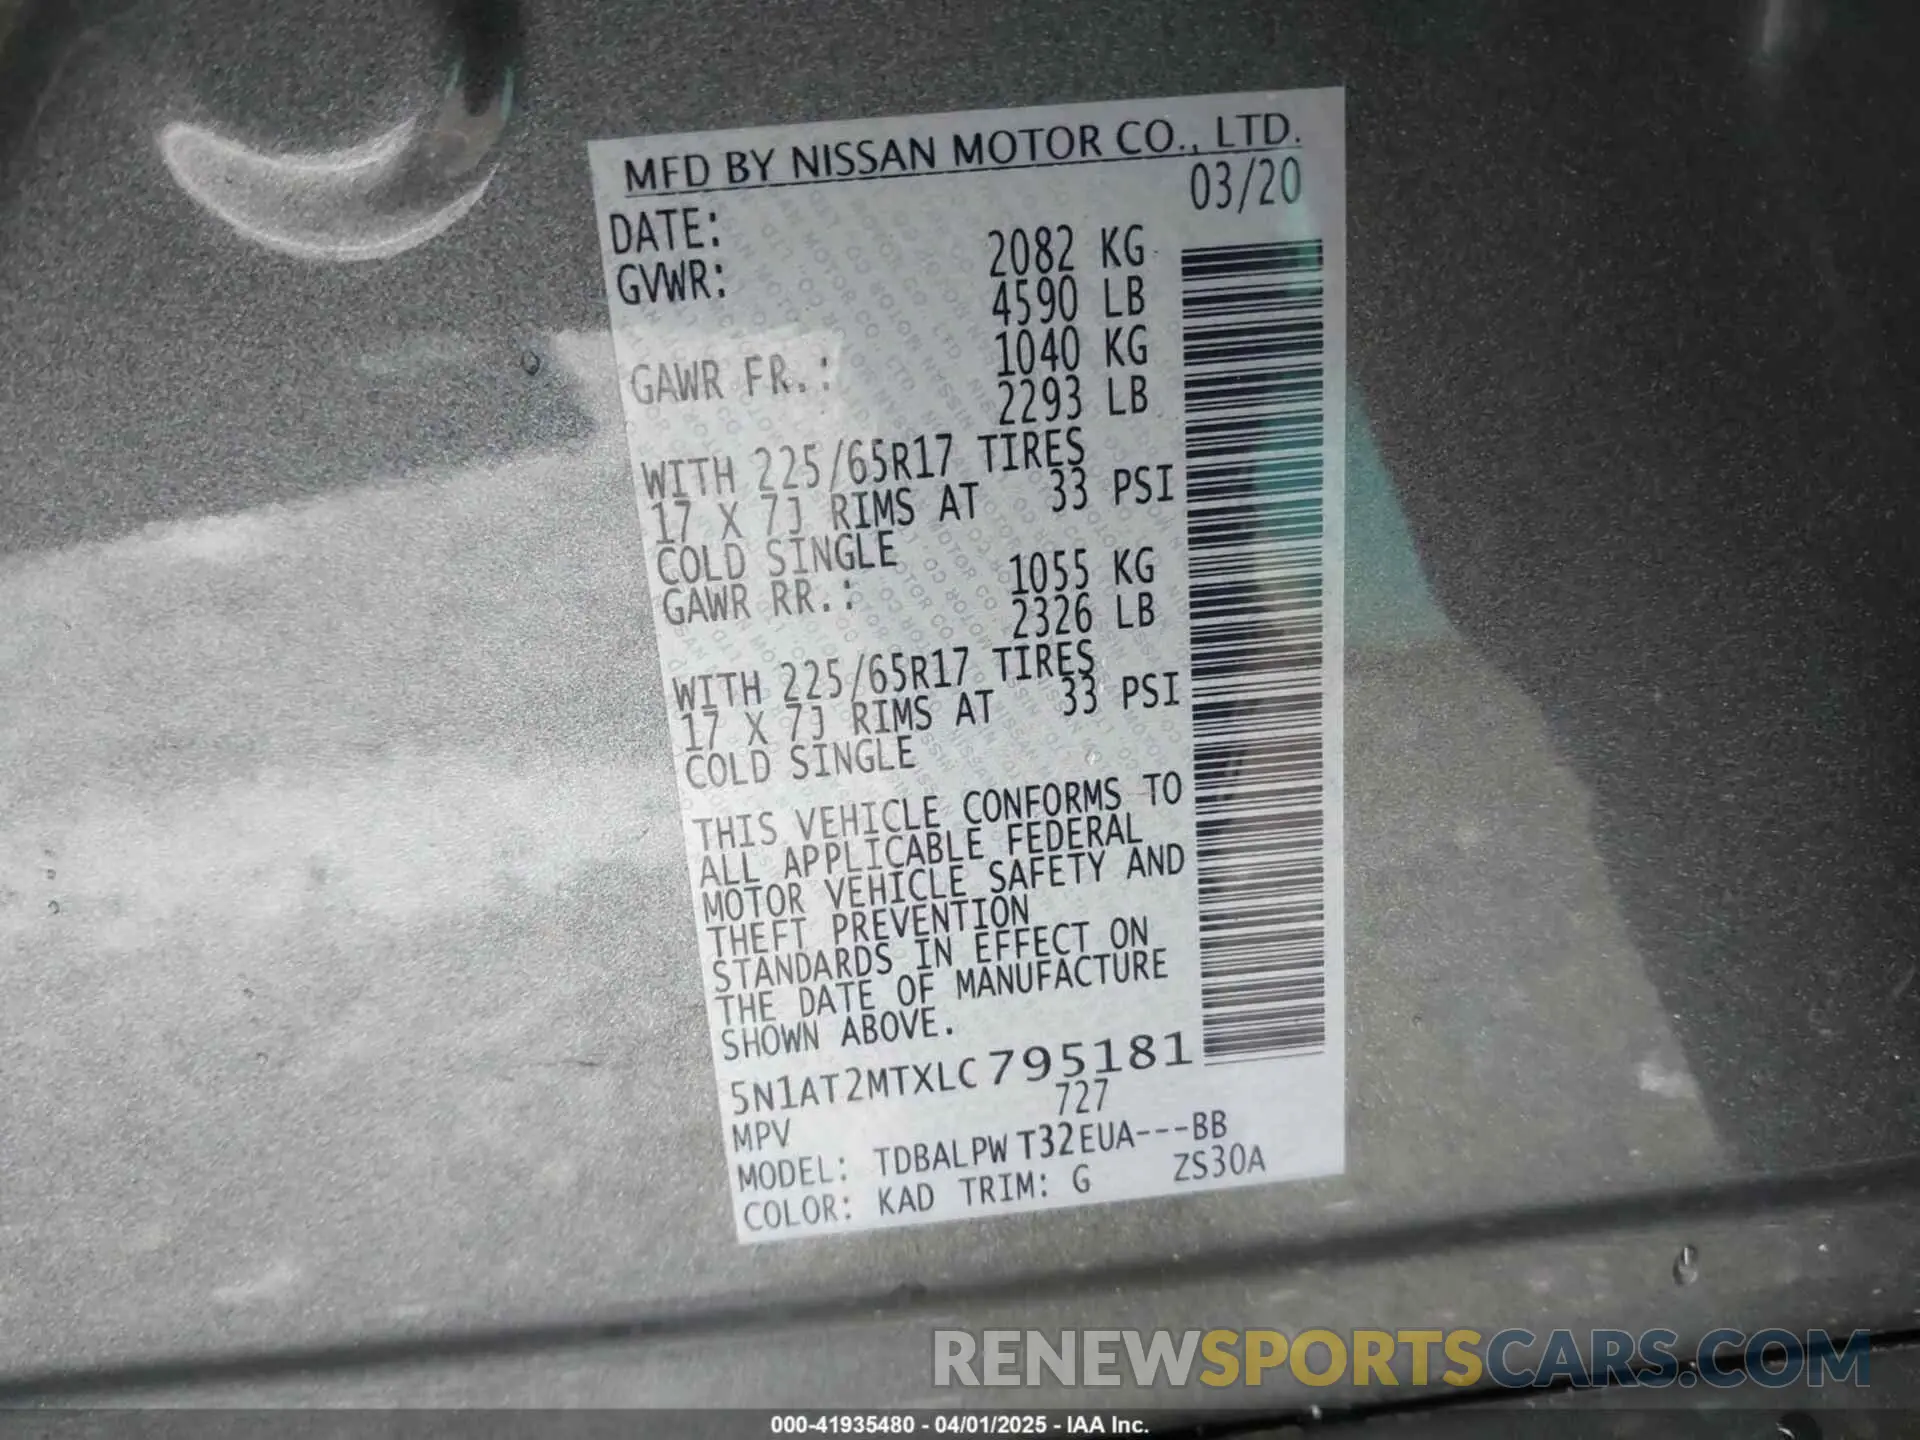 MFD BY NISSAN MOTOR CO., LTD.
DATE: 03/20
GVWR: 2082 KG
4590 LB
GAWR FR.: 1040 KG
2293 LB
WITH 225/65R17 TIRES
17 X 7J RIMS AT 33 PSI
COLD SINGLE
GAWR RR.: 1055 KG
2326 LB
WITH 225/65R17 TIRES
17 X 7J RIMS AT 33 PSI
COLD SINGLE
THIS VEHICLE CONFORMS TO
ALL APPLICABLE FEDERAL
MOTOR VEHICLE SAFETY AND
THEFT PREVENTION
STANDARDS IN EFFECT ON
THE DATE OF MANUFACTURE
SHOWN ABOVE.
5N1AT2MTXLC795181
MPV 727
MODEL: TDBALPW T32EUA---BB
COLOR: KAD TRIM: G ZS30A
RENEWSPORTSCARS.COM
000-41935480 - 04/01/2025 - IAA Inc.